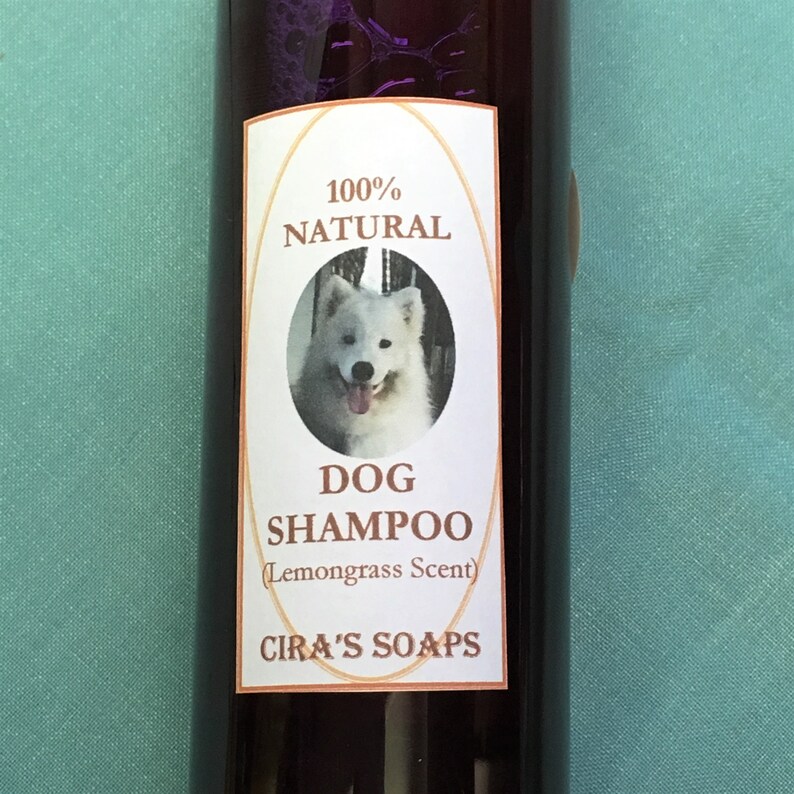 100%
NATURAL
DOG
SHAMPOO
(Lemongrass Scent)
CIRA'S SOAPS